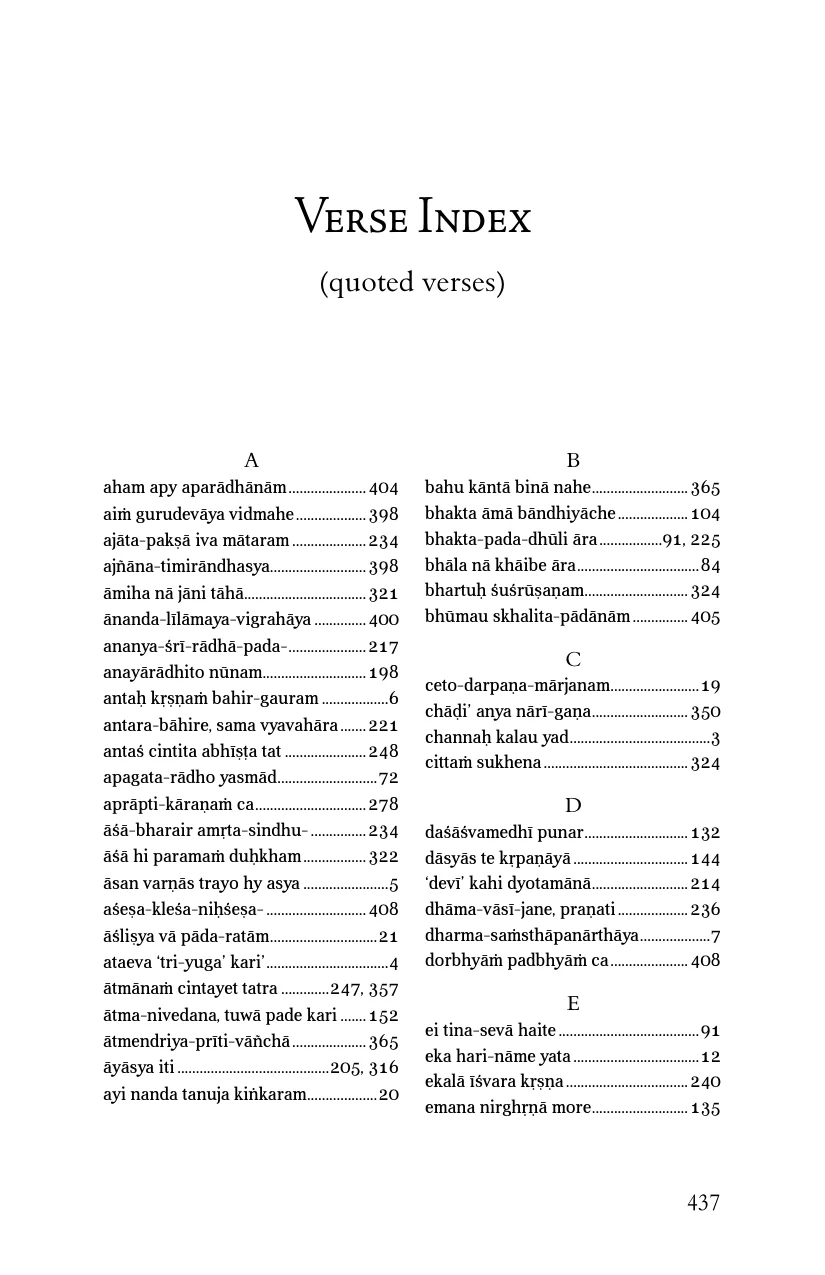 Verse Index
(quoted verses)
A
aham apy aparādhānām..................... 404
aiṁ gurudevāya vidmahe................... 398
ajāta-pakṣā iva mātaram.................... 234
ajñāna-timirāndhasya.......................... 398
āmiha nā jāni tāhā................................. 321
ānanda-līlāmaya-vigrahāya.............. 400
ananya-śrī-rādhā-pada-..................... 217
anayārādhito nūnam............................ 198
antaḥ kṛṣṇaṁ bahir-gauram..................6
antara-bāhire, sama vyavahāra....... 221
antaś cintita abhīṣṭa tat...................... 248
apagata-rādho yasmād...........................72
aprāpti-kāraṇaṁ ca.............................. 278
āśā-bharair amṛta-sindhu-............... 234
āśā hi paramaṁ duḥkham................. 322
āsan varṇās trayo hy asya.......................5
aśeṣa-kleśa-niḥśeṣa-........................... 408
āśliṣya vā pāda-ratām.............................21
ataeva ‘tri-yuga’ kari’.................................4
ātmānaṁ cintayet tatra.............247, 357
ātma-nivedana, tuwā pade kari....... 152
ātmendriya-prīti-vāñchā.................... 365
āyāsya iti.........................................205, 316
ayi nanda tanuja kiṅkaram...................20
B
bahu kāntā binā nahe.......................... 365
bhakta āmā bāndhiyāche................... 104
bhakta-pada-dhūli āra.................91, 225
bhāla nā khāibe āra.................................84
bhartuḥ śuśrūṣaṇam............................ 324
bhūmau skhalita-pādānām............... 405
C
ceto-darpaṇa-mārjanam........................19
chāḍi’ anya nārī-gaṇa.......................... 350
channaḥ kalau yad......................................3
cittaṁ sukhena....................................... 324
D
daśāśvamedhī punar............................ 132
dāsyās te kṛpaṇāyā............................... 144
‘devī’ kahi dyotamānā.......................... 214
dhāma-vāsī-jane, praṇati................... 236
dharma-saṁsthāpanārthāya...................7
dorbhyāṁ padbhyāṁ ca..................... 408
E
ei tina-sevā haite......................................91
eka hari-nāme yata..................................12
ekalā īśvara kṛṣṇa................................. 240
emana nirghṛṇā more.......................... 135
437